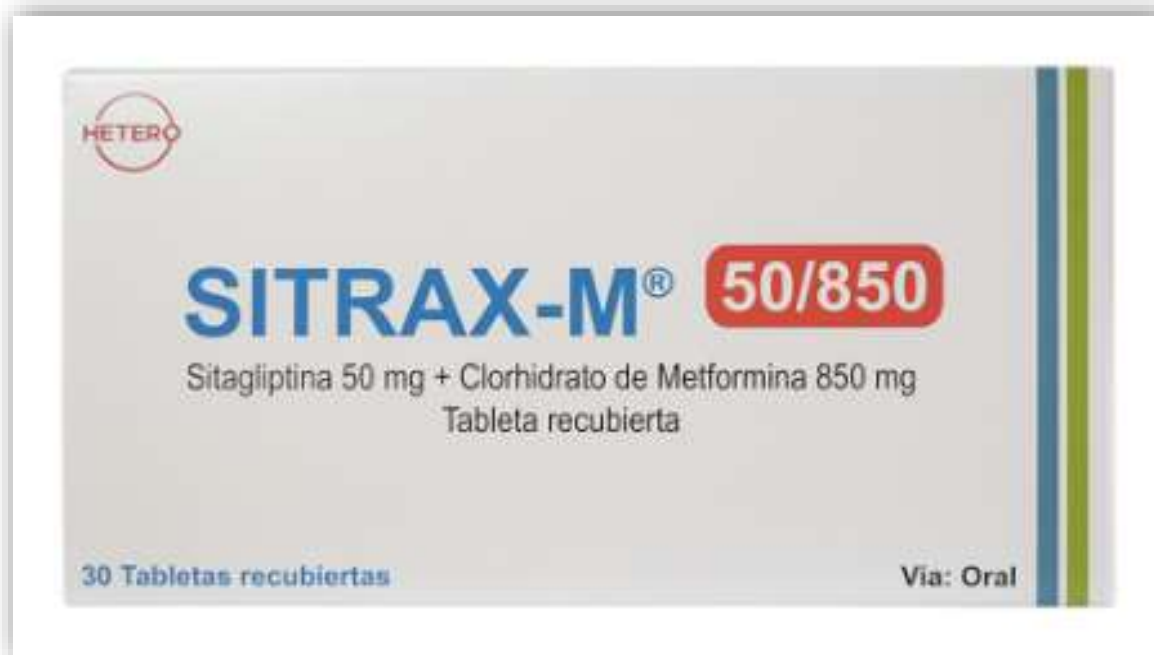 HETERO
SITRAX-M® 50/850
Sitagliptina 50 mg + Clorhidrato de Metformina 850 mg
Tableta recubierta
30 Tabletas recubiertas
Vía: Oral